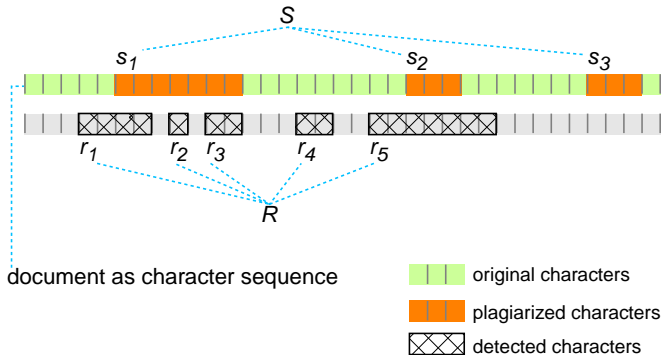 S
s1 s2 s3
r1 r2 r3 r4 r5
R
document as character sequence
original characters
plagiarized characters
detected characters